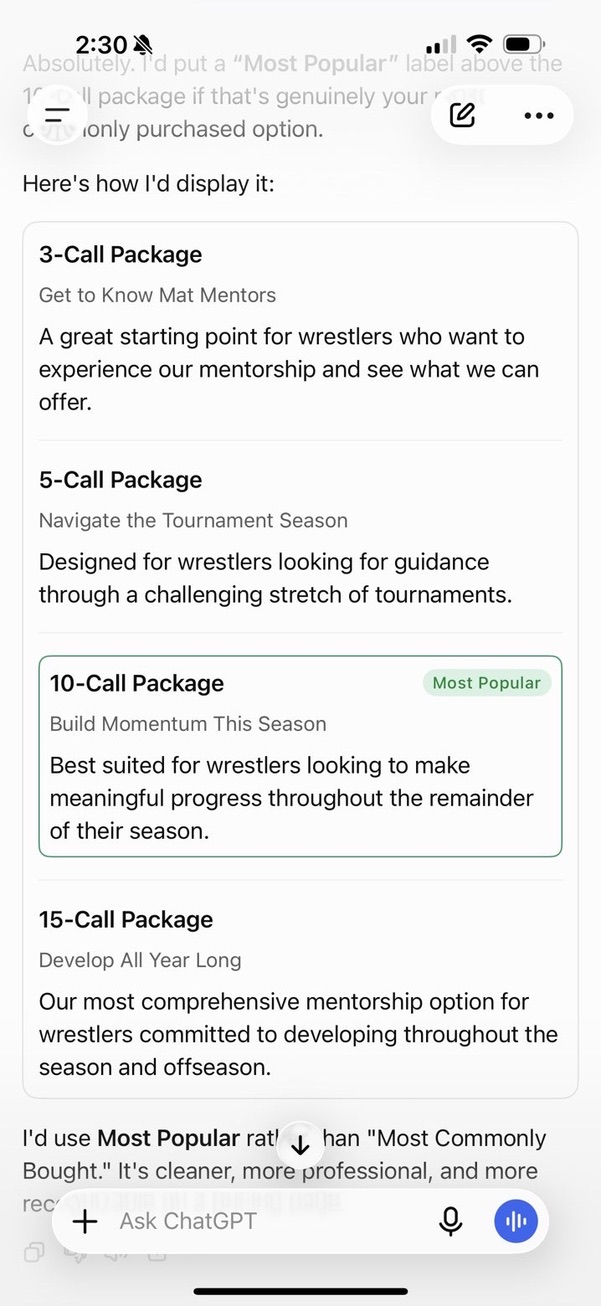 2:30
Absolutely. I'd put a “Most Popular” label above the
package if that's genuinely your
only purchased option.
Here's how I'd display it:
3-Call Package
Get to Know Mat Mentors
A great starting point for wrestlers who want to
experience our mentorship and see what we can
offer.
5-Call Package
Navigate the Tournament Season
Designed for wrestlers looking for guidance
through a challenging stretch of tournaments.
10-Call Package
Most Popular
Build Momentum This Season
Best suited for wrestlers looking to make
meaningful progress throughout the remainder
of their season.
15-Call Package
Develop All Year Long
Our most comprehensive mentorship option for
wrestlers committed to developing throughout the
season and offseason.
I'd use Most Popular than "Most Commonly
Bought." It's cleaner, more professional, and more
Ask ChatGPT